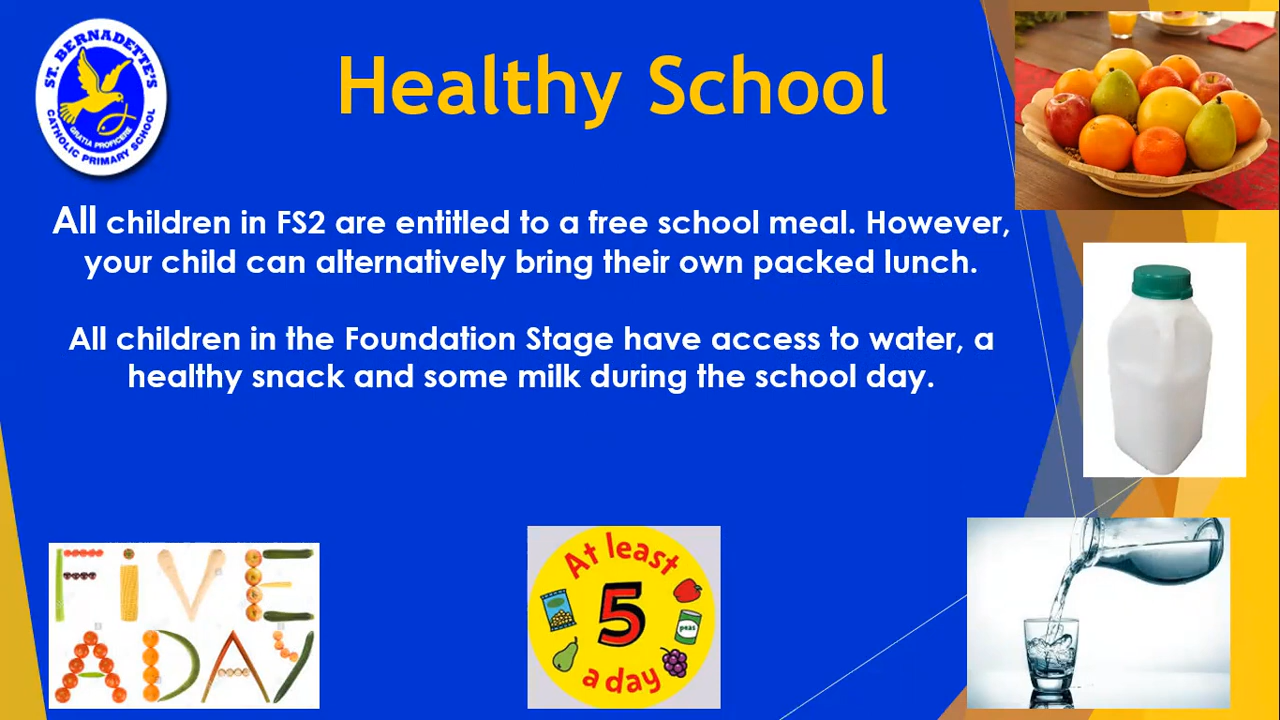 ST. BERNADETTE'S
GRATIA PROFICERE
CATHOLIC PRIMARY SCHOOL
Healthy School
All children in FS2 are entitled to a free school meal. However,
your child can alternatively bring their own packed lunch.
All children in the Foundation Stage have access to water, a
healthy snack and some milk during the school day.
FiVE
A DAY
At least
5
peas
a day